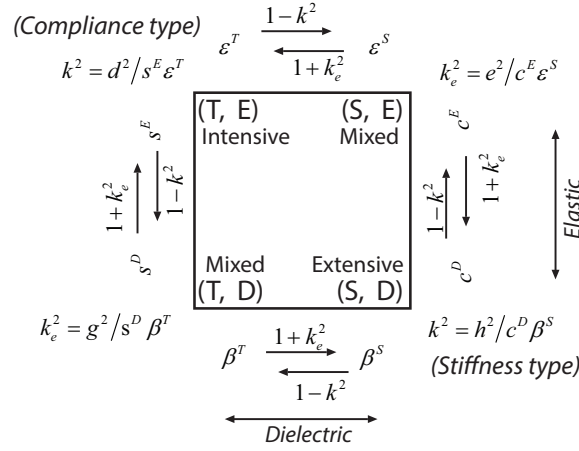 (Compliance type)
1−k²
ε^T
ε^S
1+k_e²
k² = d²/s^E ε^T
k_e² = e²/c^E ε^S
(T, E)
Intensive
(S, E)
Mixed
s^E
1+k_e²
1−k²
s^D
c^E
1−k²
1+k_e²
c^D
Elastic
Mixed
(T, D)
Extensive
(S, D)
k_e² = g²/s^D β^T
k² = h²/c^D β^S
(Stiffness type)
β^T
1+k_e²
β^S
1−k²
Dielectric